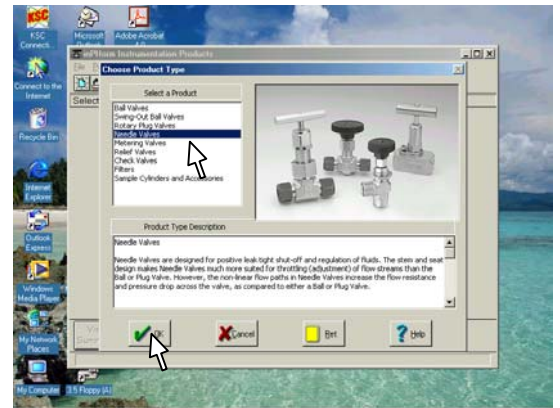 KSC
KSC
Connecti...
Microsoft
Adobe Acrobat
Connect to the
Internet
Recycle Bin
Internet
Explorer
Outlook
Express
Windows
Media Player
My Network
Places
My Computer
3.5 Floppy (A)
inPHorm Instrumentation Products
Select
Choose Product Type
Select a Product
Ball Valves
Swing-Out Ball Valves
Rotary Plug Valves
Needle Valves
Metering Valves
Relief Valves
Check Valves
Filters
Sample Cylinders and Accessories
Product Type Description
Needle Valves
Needle Valves are designed for positive leak tight shut-off and regulation of fluids. The stem and seat
design makes Needle Valves much more suited for throttling (adjustment) of flow streams than the
Ball or Plug Valve. However, the non-linear flow paths in Needle Valves increase the flow resistance
and pressure drop across the valve, as compared to either a Ball or Plug Valve.
OK
Cancel
Ret
Help